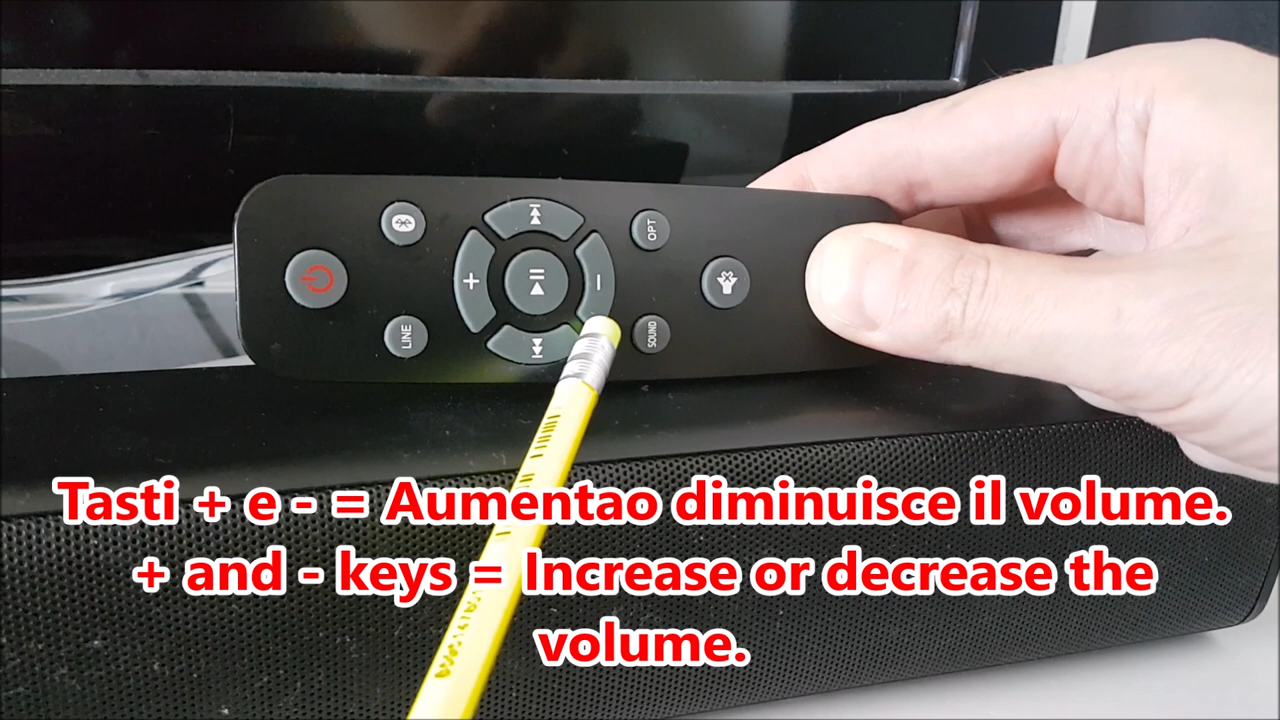 OPT
+
-
LINE
SOUND
Tasti + e - = Aumentao diminuisce il volume.
+ and - keys = Increase or decrease the
volume.